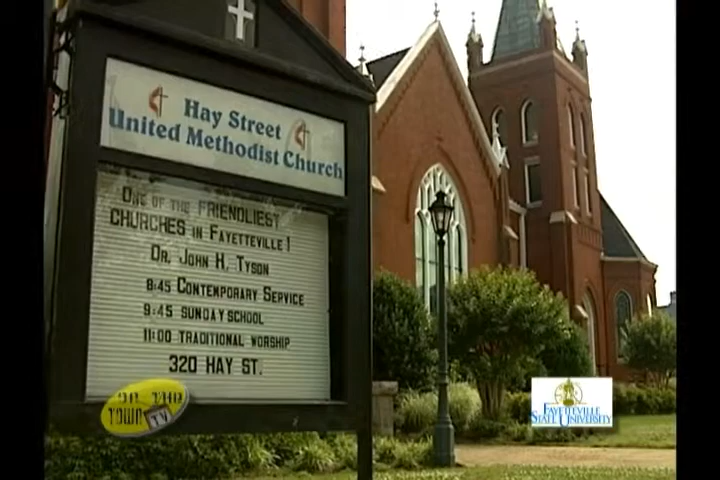 Hay Street
United Methodist Church
ONE OF THE FRIENDLIEST
CHURCHES IN FAYETTEVILLE!
DR. JOHN H. TYSON
8:45 CONTEMPORARY SERVICE
9:45 SUNDAY SCHOOL
11:00 TRADITIONAL WORSHIP
320 HAY ST.
ON THE
TOWN TV
FAYETTEVILLE
STATE UNIVERSITY